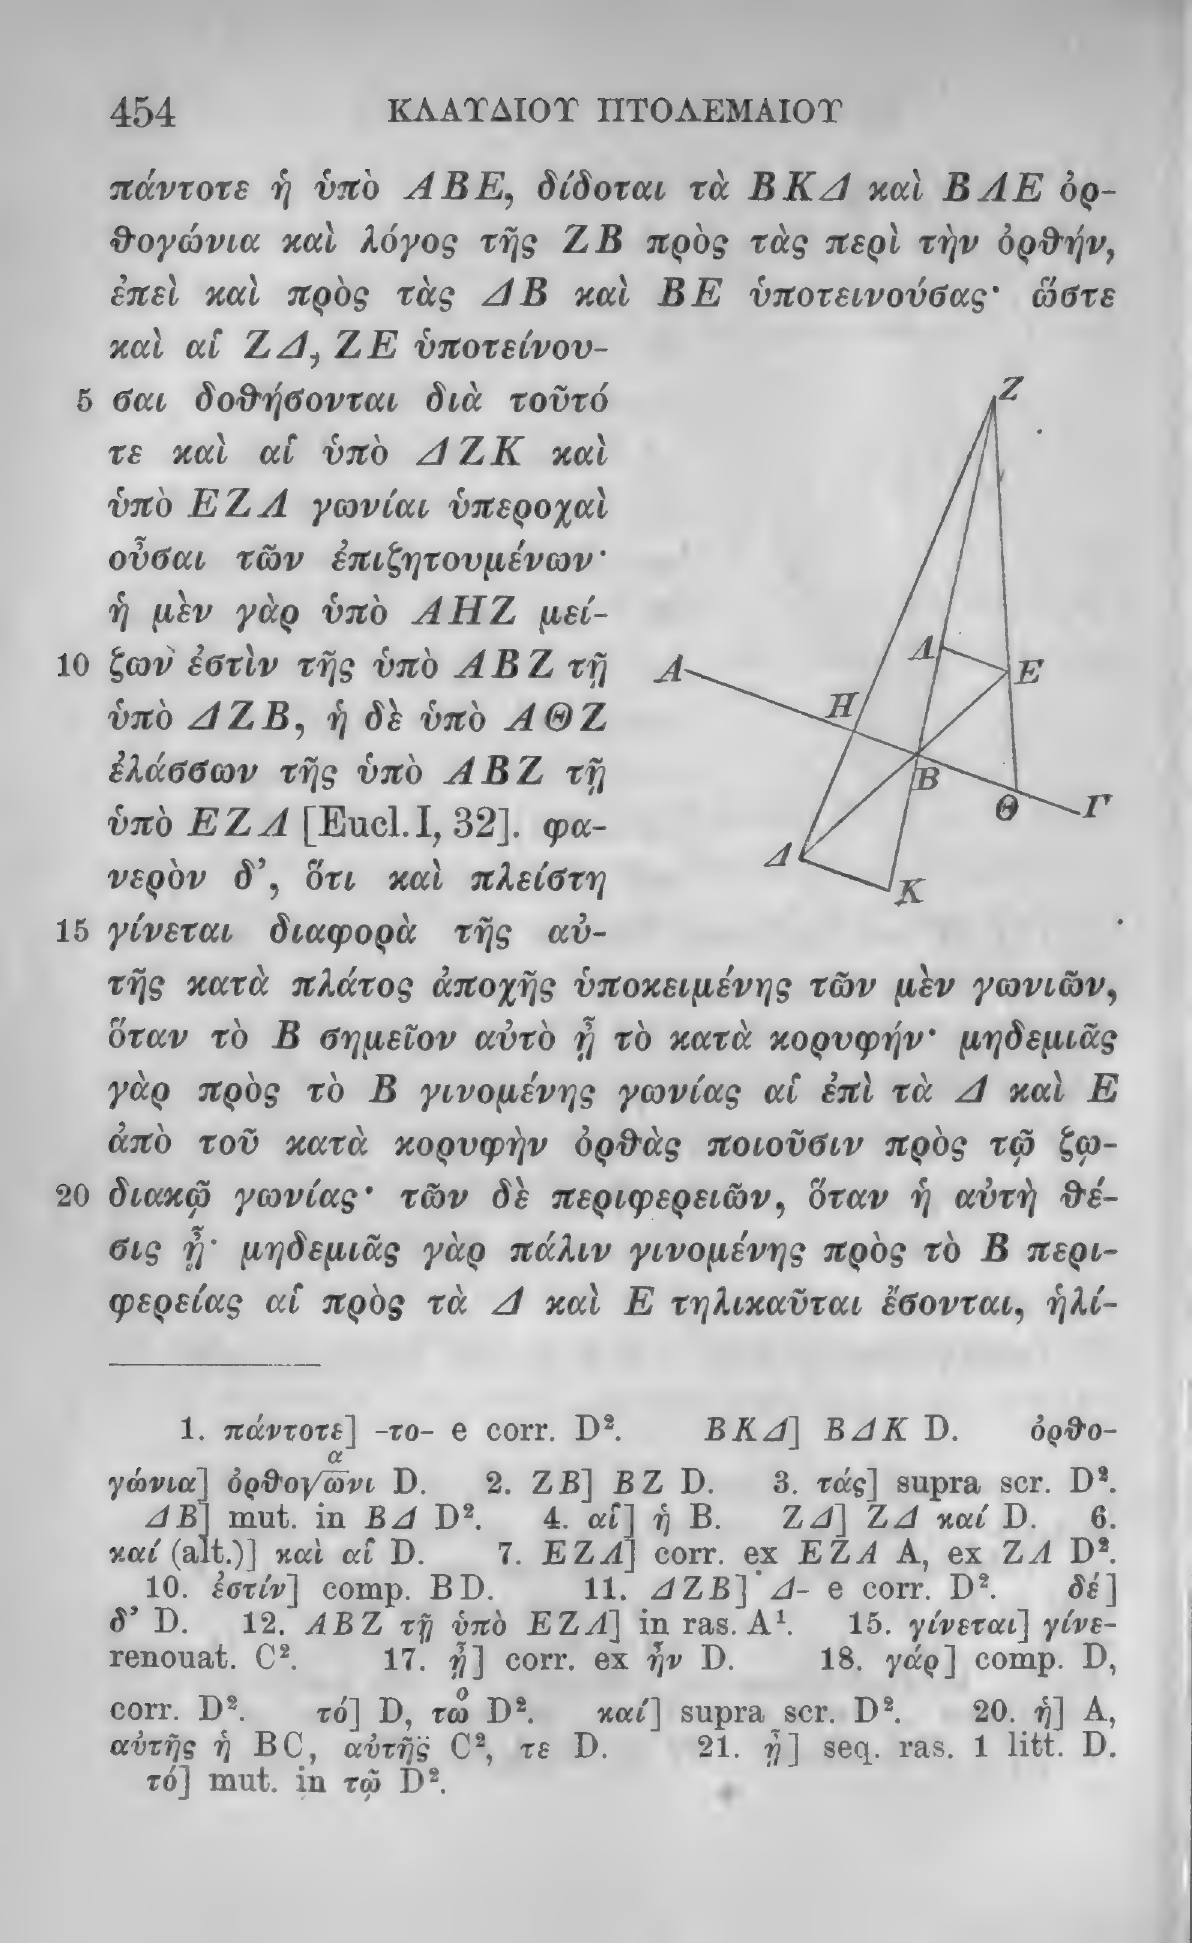 454 ΚΛΑΥΔΙΟΥ ΠΤΟΛΕΜΑΙΟΥ
πάντοτε ἡ ὑπὸ ΑΒΕ, δίδοται τὰ ΒΚΔ καὶ ΒΛΕ ὀρ-
θογώνια καὶ λόγος τῆς ΖΒ πρὸς τὰς περὶ τὴν ὀρθήν,
ἐπεὶ καὶ πρὸς τὰς ΔΒ καὶ ΒΕ ὑποτεινούσας· ὥστε
καὶ αἱ ΖΔ, ΖΕ ὑποτείνου-
5 σαι δοθήσονται διὰ τοῦτό
τε καὶ αἱ ὑπὸ ΔΖΚ καὶ
ὑπὸ ΕΖΛ γωνίαι ὑπεροχαὶ
οὖσαι τῶν ἐπιζητουμένων·
ἡ μὲν γὰρ ὑπὸ ΑΗΖ μεί-
10 ζων ἐστὶν τῆς ὑπὸ ΑΒΖ τῇ
ὑπὸ ΔΖΒ, ἡ δὲ ὑπὸ ΑΘΖ
ἐλάσσων τῆς ὑπὸ ΑΒΖ τῇ
ὑπὸ ΕΖΛ [Eucl. I, 32]. φα-
νερὸν δ’, ὅτι καὶ πλείστη
15 γίνεται διαφορὰ τῆς αὐ-
τῆς κατὰ πλάτος ἀποχῆς ὑποκειμένης τῶν μὲν γωνιῶν,
ὅταν τὸ Β σημεῖον αὐτὸ ᾖ τὸ κατὰ κορυφήν· μηδεμιᾶς
γὰρ πρὸς τὸ Β γινομένης γωνίας αἱ ἐπὶ τὰ Δ καὶ Ε
ἀπὸ τοῦ κατὰ κορυφὴν ὀρθὰς ποιοῦσιν πρὸς τῷ ζῳ-
20 διακῷ γωνίας· τῶν δὲ περιφερειῶν, ὅταν ἡ αὐτὴ θέ-
σις ᾖ· μηδεμιᾶς γὰρ πάλιν γινομένης πρὸς τὸ Β περι-
φερείας αἱ πρὸς τὰ Δ καὶ Ε τηλικαῦται ἔσονται, ἡλί-
Ζ
Λ
Ε
Α
Η
Β
Θ
Γ
Δ
Κ
1. πάντοτε] -το- e corr. D². ΒΚΔ] ΒΔΚ D. ὀρθο-
γώνια] ὀρθογῶνι^α D. 2. ΖΒ] ΒΖ D. 3. τάς] supra scr. D².
ΔΒ] mut. in ΒΔ D². 4. αἱ] ἡ B. ΖΔ] ΖΔ καί D. 6.
καί (alt.)] καὶ αἱ D. 7. ΕΖΛ] corr. ex ΕΖΑ A, ex ΖΛ D².
10. ἐστίν] comp. BD. 11. ΔΖΒ] Δ- e corr. D². δέ]
δ’ D. 12. ΑΒΖ τῇ ὑπὸ ΕΖΛ] in ras. A¹. 15. γίνεται] γίνε-
renouat. C². 17. ᾖ] corr. ex ἦν D. 18. γάρ] comp. D,
corr. D². τό] D, τω^ο D². καί] supra scr. D². 20. ἡ] A,
αὐτῆς ἡ BC, αὐτῆς C², τε D. 21. ᾖ] seq. ras. 1 litt. D.
τό] mut. in τῷ D².